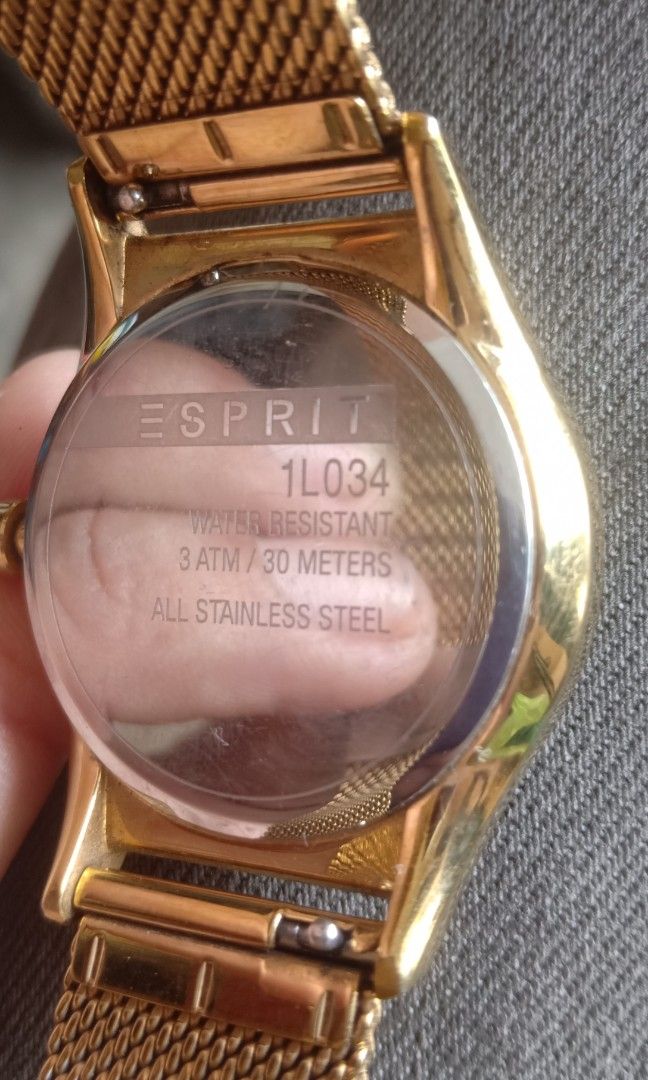 ESPRIT
1L034
WATER RESISTANT
3 ATM / 30 METERS
ALL STAINLESS STEEL